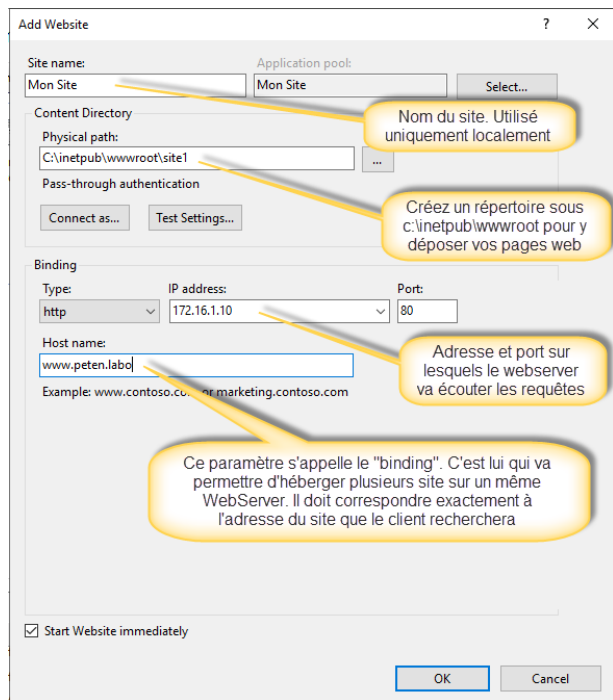 Add Website
? X
Site name:
Application pool:
Mon Site
Mon Site
Select...
Nom du site. Utilisé
uniquement localement
Content Directory
Physical path:
C:\inetpub\wwwroot\site1
...
Pass-through authentication
Connect as...
Test Settings...
Créez un répertoire sous
c:\inetpub\wwwroot pour y
déposer vos pages web
Binding
Type:
IP address:
Port:
http
172.16.1.10
80
Host name:
www.peten.labo
Adresse et port sur
lesquels le webserver
va écouter les requêtes
Example: www.contoso.com or marketing.contoso.com
Ce paramètre s'appelle le "binding". C'est lui qui va
permettre d'héberger plusieurs site sur un même
WebServer. Il doit correspondre exactement à
l'adresse du site que le client recherchera
Start Website immediately
OK
Cancel